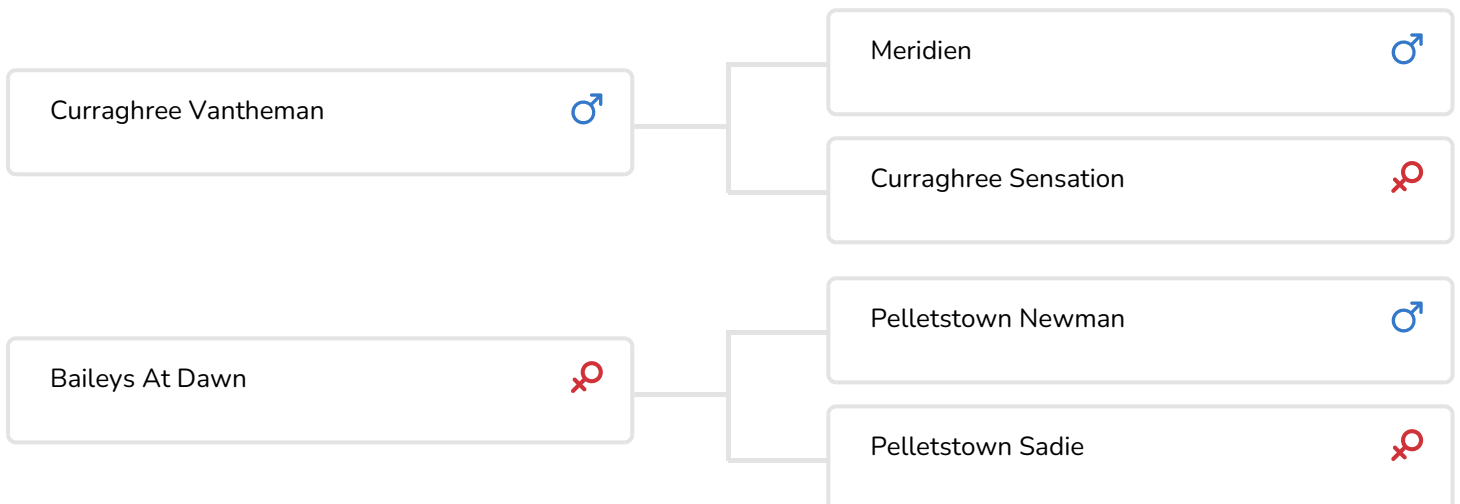 Meridien
Curraghree Vantheman
Curraghree Sensation
Pelletstown Newman
Baileys At Dawn
Pelletstown Sadie